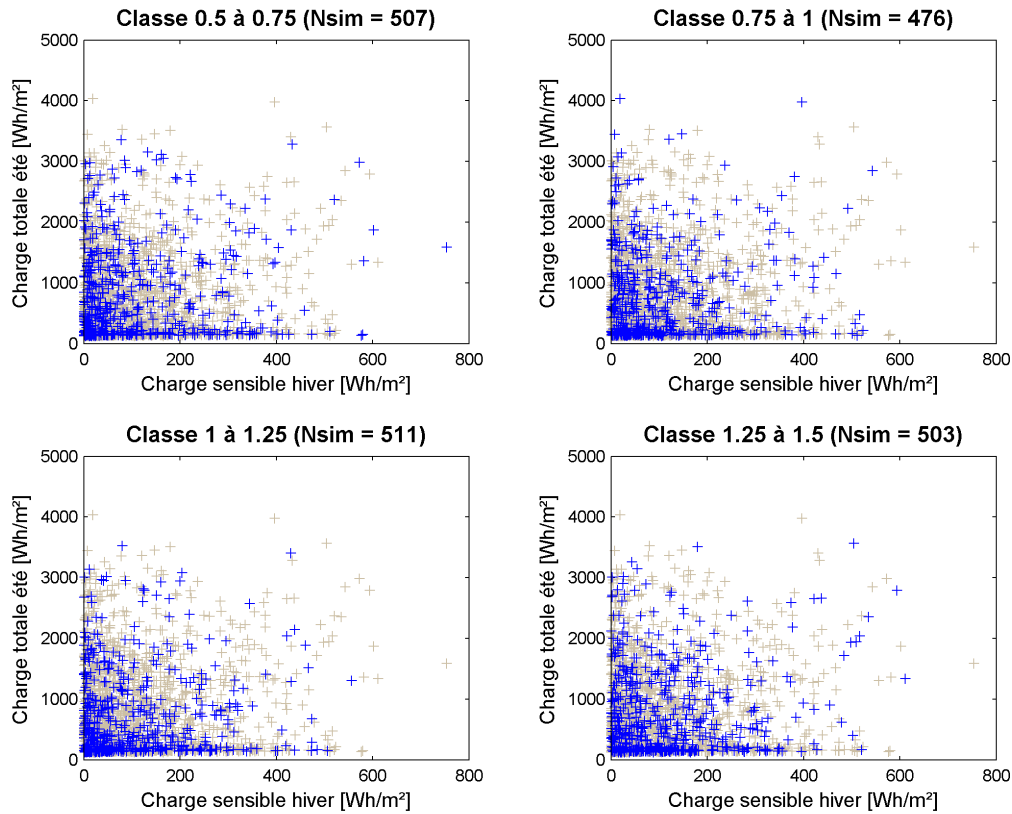 Classe 0.5 à 0.75 (Nsim = 507)
5000
4000
3000
2000
1000
0
Charge totale été [Wh/m²]
0 200 400 600 800
Charge sensible hiver [Wh/m²]
Classe 0.75 à 1 (Nsim = 476)
5000
4000
3000
2000
1000
0
Charge totale été [Wh/m²]
0 200 400 600 800
Charge sensible hiver [Wh/m²]
Classe 1 à 1.25 (Nsim = 511)
5000
4000
3000
2000
1000
0
Charge totale été [Wh/m²]
0 200 400 600 800
Charge sensible hiver [Wh/m²]
Classe 1.25 à 1.5 (Nsim = 503)
5000
4000
3000
2000
1000
0
Charge totale été [Wh/m²]
0 200 400 600 800
Charge sensible hiver [Wh/m²]